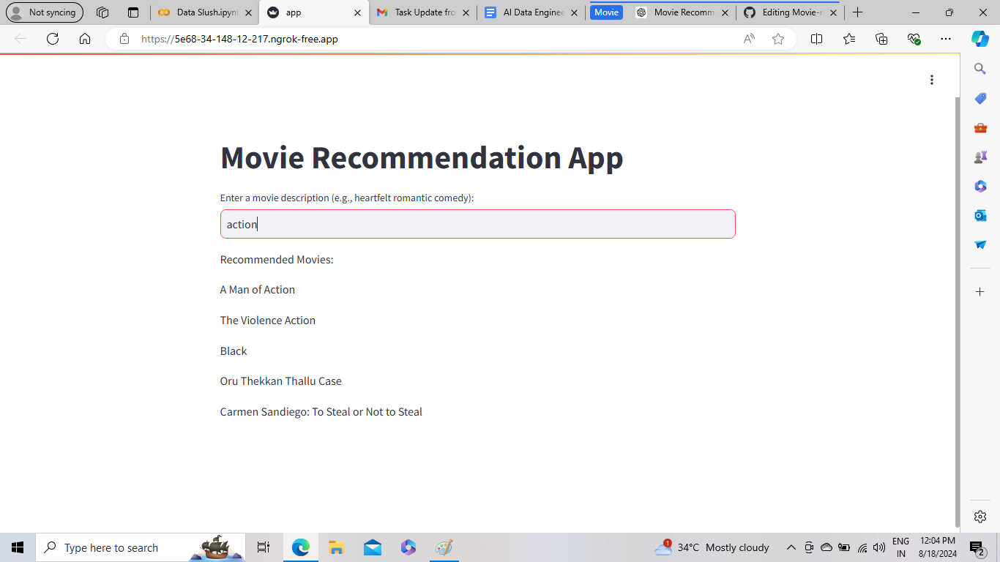 Not syncing
Data Slush.ipynb
app
Task Update fro
AI Data Enginee
Movie
Movie Recomm
Editing Movie-r
https://5e68-34-148-12-217.ngrok-free.app
Movie Recommendation App
Enter a movie description (e.g., heartfelt romantic comedy):
action
Recommended Movies:
A Man of Action
The Violence Action
Black
Oru Thekkan Thallu Case
Carmen Sandiego: To Steal or Not to Steal
Type here to search
1
34°C Mostly cloudy
ENG
IN
12:04 PM
8/18/2024
2